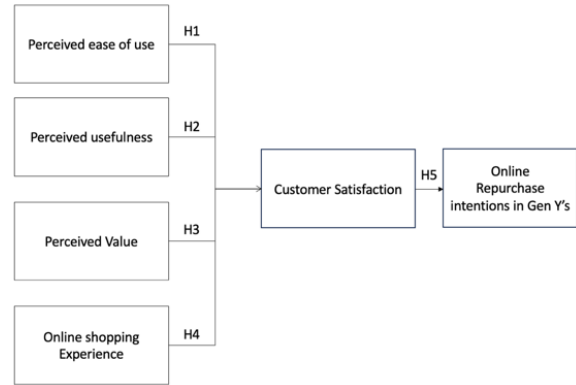 Perceived ease of use
H1
Perceived usefulness
H2
Perceived Value
H3
Online shopping
Experience
H4
Customer Satisfaction
H5
Online
Repurchase
intentions in Gen Y's